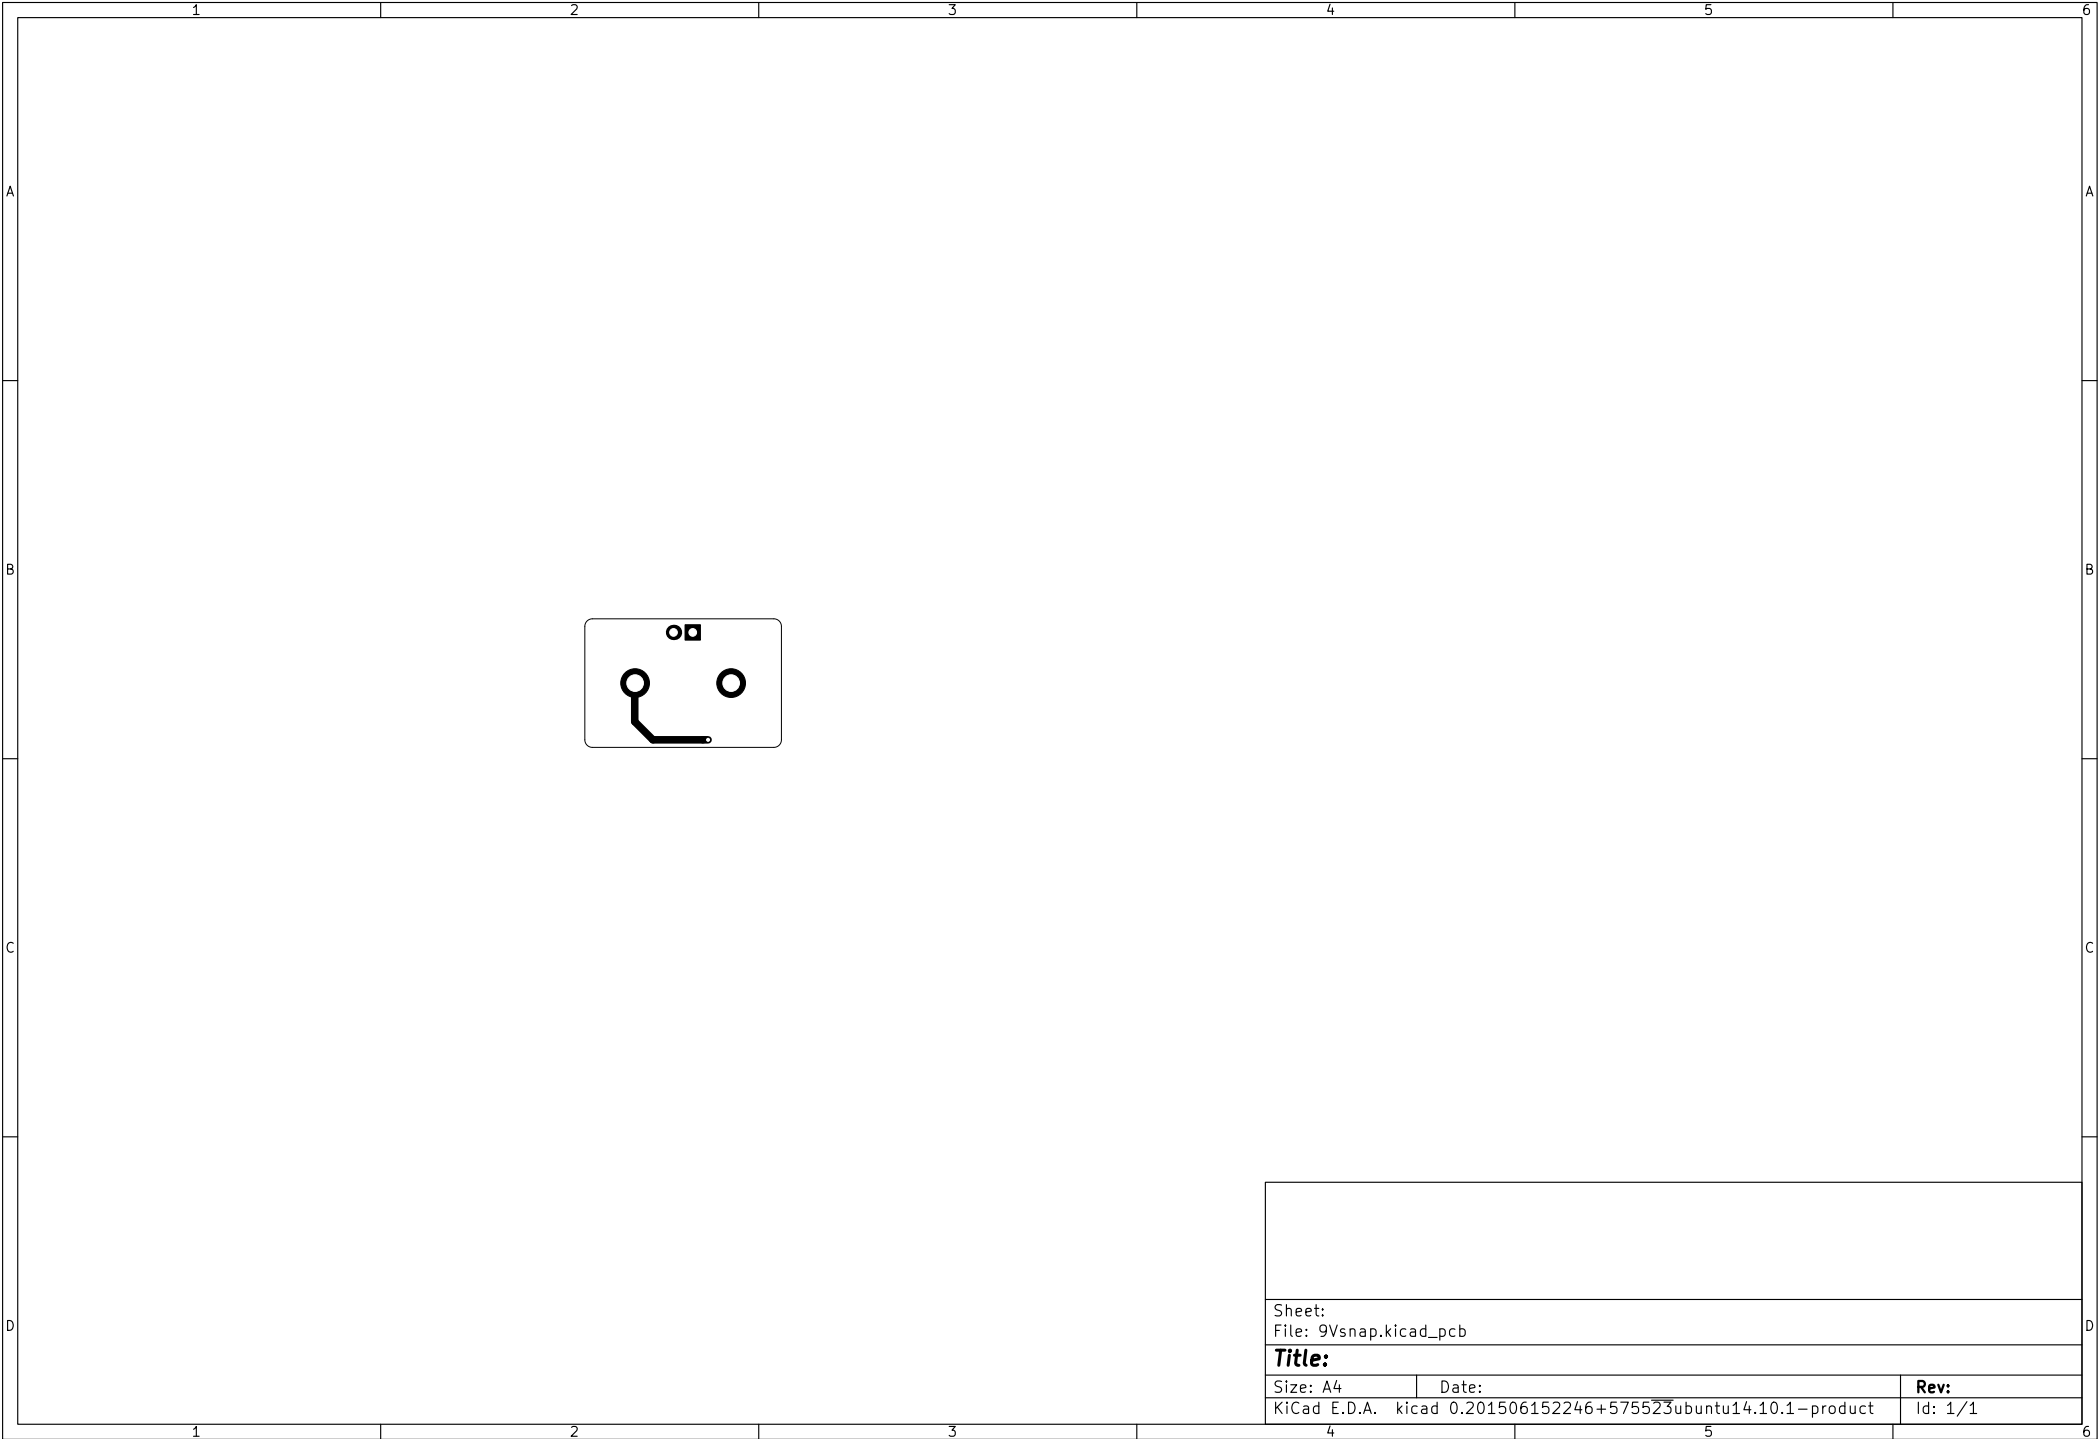 1 2 3 4 5 6
A A
B B
C C
Sheet:
D D
File: 9Vsnap.kicad_pcb
Title:
Size: A4 Date: Rev:
KiCad E.D.A. kicad 0.201506152246+575523ubuntu14.10.1-product Id: 1/1
1 2 3 4 5 6